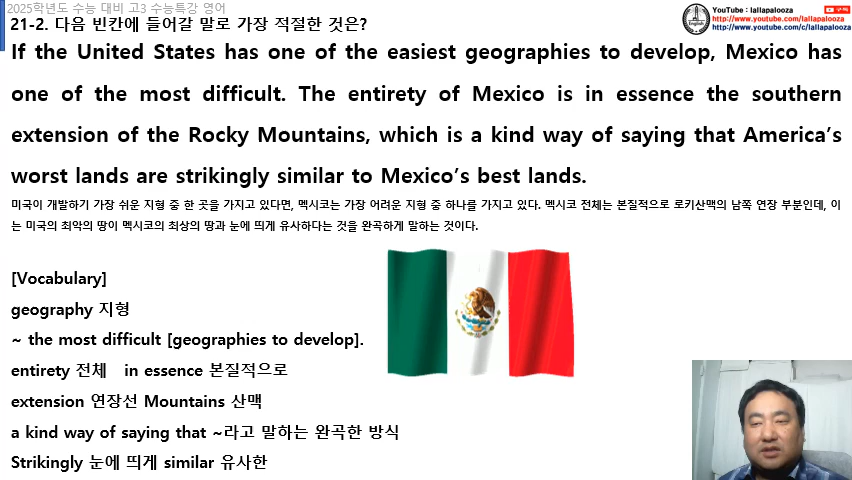 2025학년도 수능 대비 고3 수능특강 영어
21-2. 다음 빈칸에 들어갈 말로 가장 적절한 것은?
YouTube : lallapalooza
http://www.youtube.com/lallapalooza
http://www.youtube.com/c/lallapalooza
구독
English
If the United States has one of the easiest geographies to develop, Mexico has
one of the most difficult. The entirety of Mexico is in essence the southern
extension of the Rocky Mountains, which is a kind way of saying that America’s
worst lands are strikingly similar to Mexico’s best lands.
미국이 개발하기 가장 쉬운 지형 중 한 곳을 가지고 있다면, 멕시코는 가장 어려운 지형 중 하나를 가지고 있다. 멕시코 전체는 본질적으로 로키산맥의 남쪽 연장 부분인데, 이
는 미국의 최악의 땅이 멕시코의 최상의 땅과 눈에 띄게 유사하다는 것을 완곡하게 말하는 것이다.
[Vocabulary]
geography 지형
~ the most difficult [geographies to develop].
entirety 전체 in essence 본질적으로
extension 연장선 Mountains 산맥
a kind way of saying that ~라고 말하는 완곡한 방식
Strikingly 눈에 띄게 similar 유사한